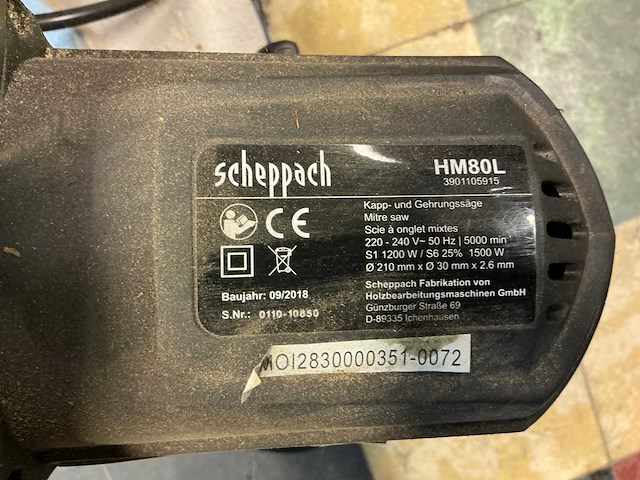 scheppach
HM80L
3901105915
Kapp- und Gehrungssäge
Mitre saw
Scie à onglet mixtes
220 - 240 V~ 50 Hz | 5000 min
S1 1200 W / S6 25% 1500 W
Ø 210 mm x Ø 30 mm x 2.6 mm
CE
Baujahr: 09/2018
S.Nr.: 0110-10850
Scheppach Fabrikation von
Holzbearbeitungsmaschinen GmbH
Günzburger Straße 69
D-89335 Ichenhausen
MOI2830000351-0072